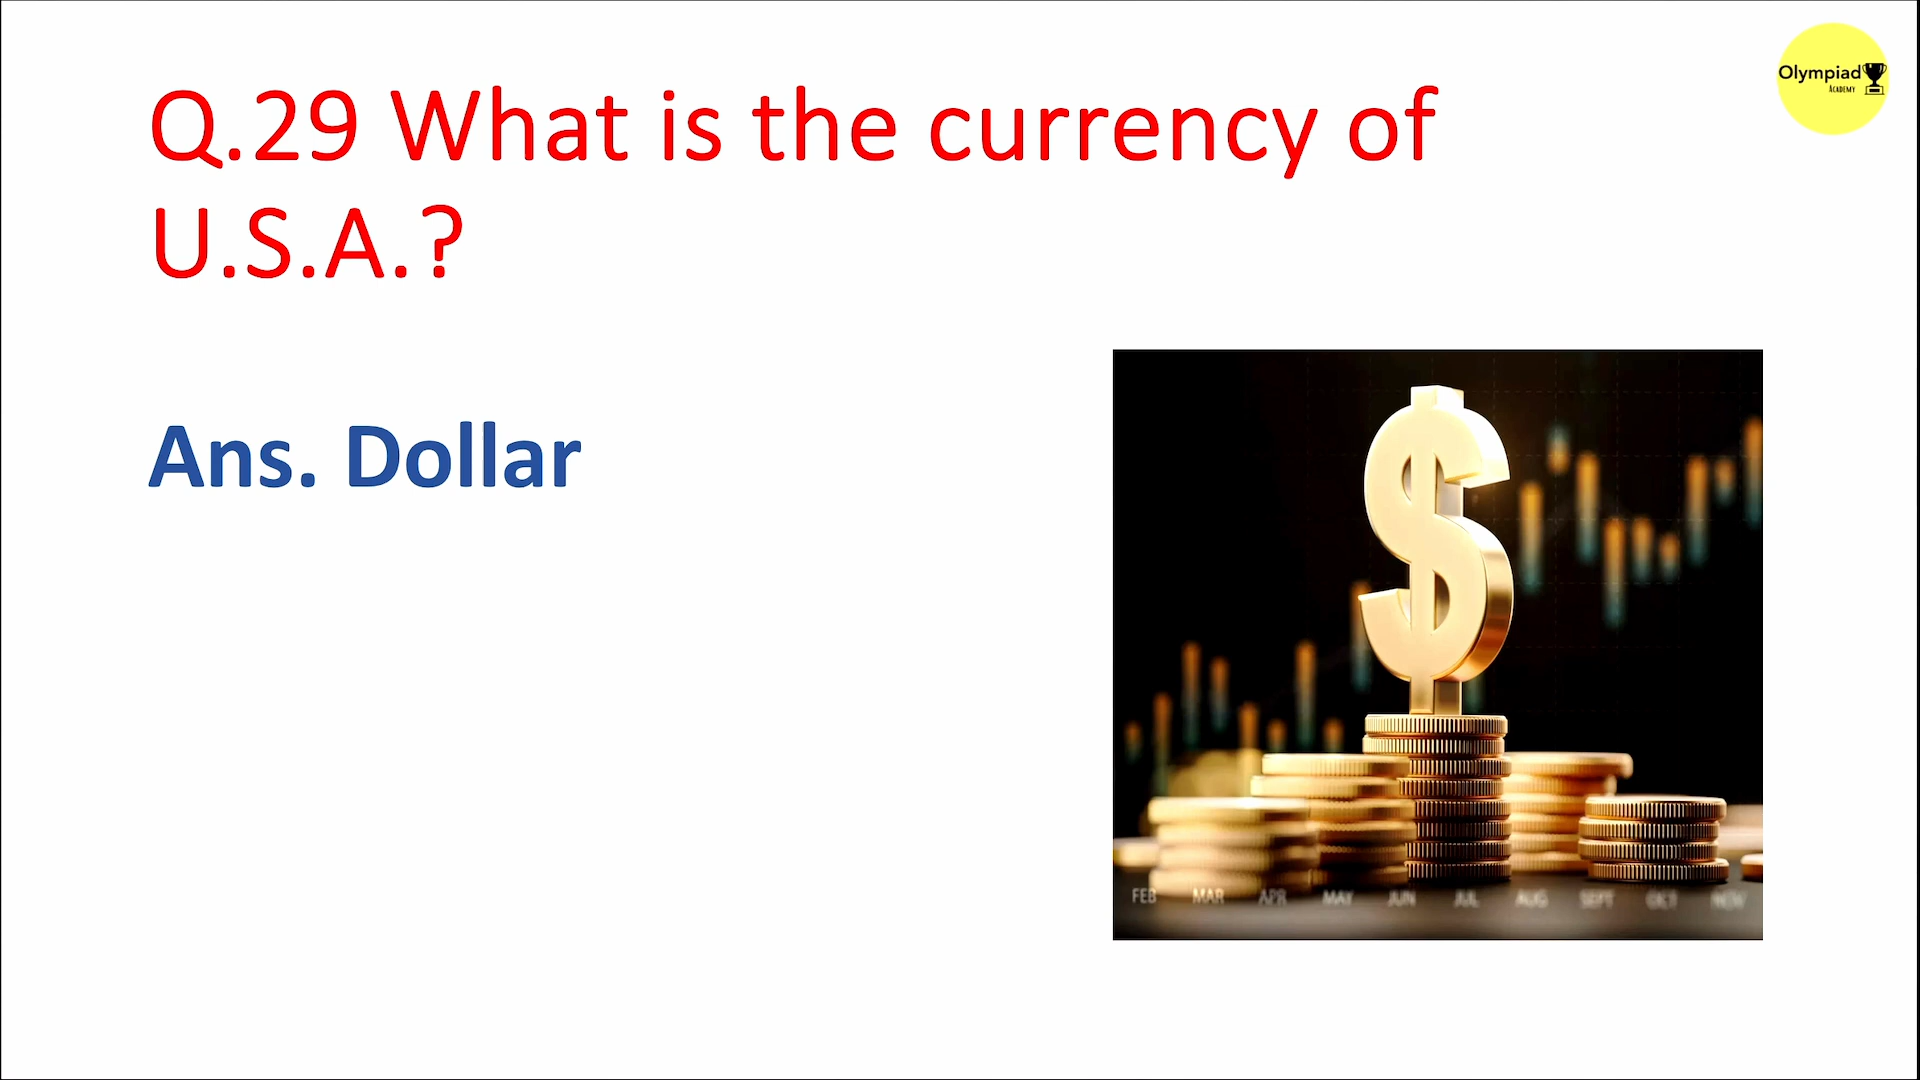 Q.29 What is the currency of
U.S.A.?
Ans. Dollar
Olympiad
ACADEMY
FEB MAR APR MAY JUN JUL AUG SEPT OCT NOV